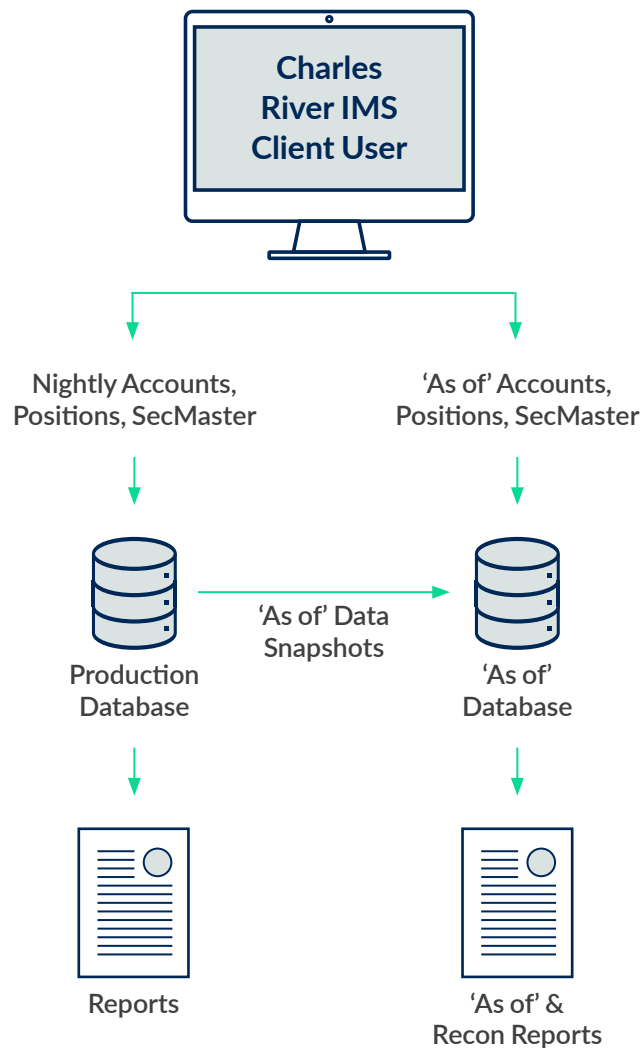 Charles
River IMS
Client User
Nightly Accounts,
Positions, SecMaster
‘As of’ Accounts,
Positions, SecMaster
‘As of’ Data
Snapshots
Production
Database
‘As of’
Database
Reports
‘As of’ &
Recon Reports